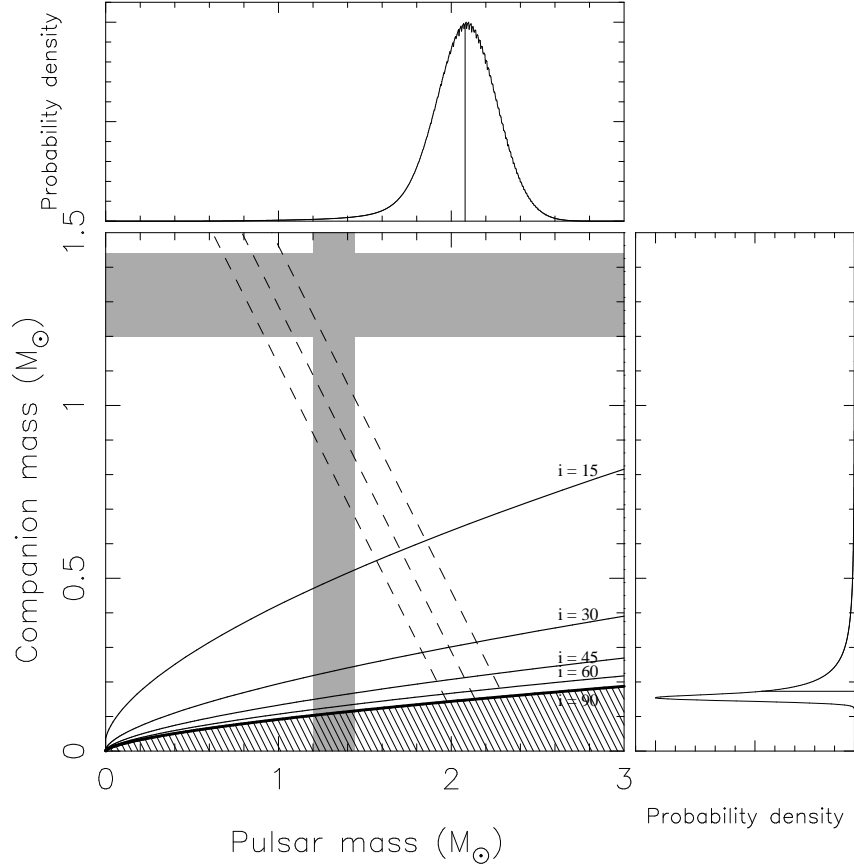 Probability density
1.5
1
0.5
0
Companion mass (M☉)
i = 15
i = 30
i = 45
i = 60
i = 90
0
1
2
3
Pulsar mass (M☉)
Probability density